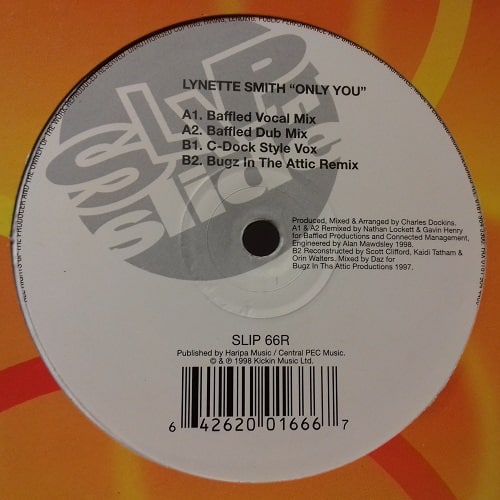 SLIP
'N'
Slide
LYNETTE SMITH "ONLY YOU"
A1. Baffled Vocal Mix
A2. Baffled Dub Mix
B1. C-Dock Style Vox
B2. Bugz In The Attic Remix
Produced, Mixed & Arranged by Charles Dockins.
A1 & A2 Remixed by Nathan Lockett & Gavin Henry
for Baffled Productions and Connected Management,
Engineered by Alan Mawdsley 1998.
B2 Reconstructed by Scott Clifford, Kaidi Tatham &
Orin Walters. Mixed by Daz for
Bugz In The Attic Productions 1997.
SLIP 66R
Published by Haripa Music / Central PEC Music.
© & ℗ 1998 Kickin Music Ltd.
6 42620 01666 7